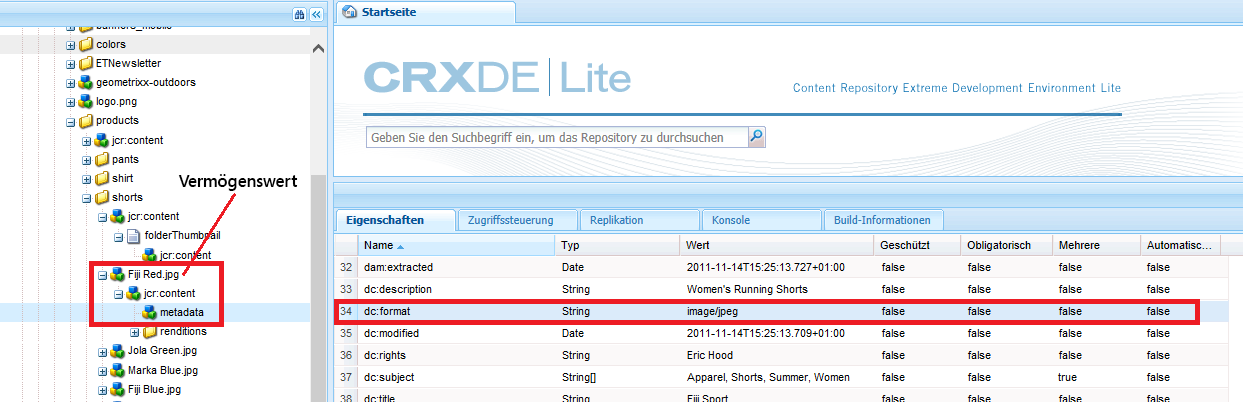 banners_mobile
colors
ETNewsletter
geometrixx-outdoors
logo.png
products
jcr:content
pants
shirt
shorts
Vermögenswert
jcr:content
folderThumbnail
jcr:content
Fiji Red.jpg
jcr:content
metadata
renditions
Jola Green.jpg
Marka Blue.jpg
Fiji Blue.jpg
Startseite
CRXDE Lite
Content Repository Extreme Development Environment Lite
Geben Sie den Suchbegriff ein, um das Repository zu durchsuchen
Eigenschaften Zugriffssteuerung Replikation Konsole Build-Informationen
Name Typ Wert Geschützt Obligatorisch Mehrere Automatisc...
32 dam:extracted Date 2011-11-14T15:25:13.727+01:00 false false false false
33 dc:description String Women's Running Shorts false false false false
34 dc:format String image/jpeg false false false false
35 dc:modified Date 2011-11-14T15:25:13.709+01:00 false false false false
36 dc:rights String Eric Hood false false false false
37 dc:subject String[] Apparel, Shorts, Summer, Women false false true false
38 dc:title String Fiji Sport false false false false